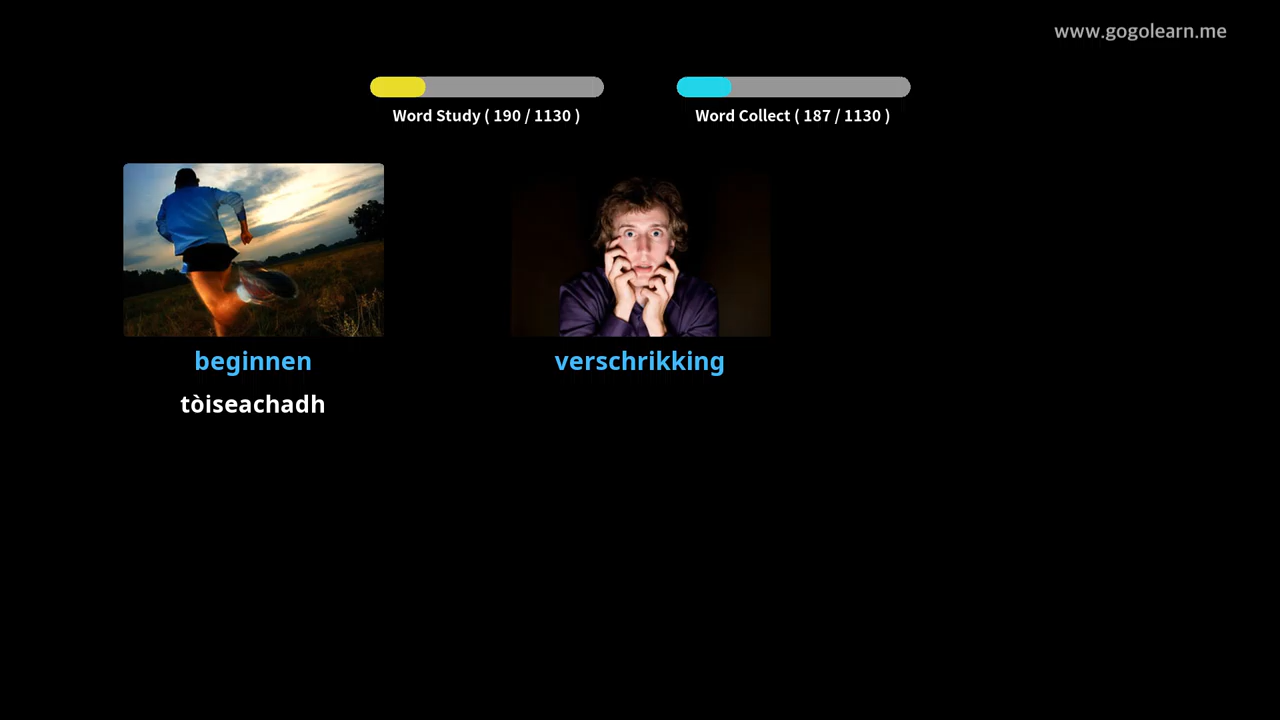 www.gogolearn.me
Word Study ( 190 / 1130 )
Word Collect ( 187 / 1130 )
beginnen
verschrikking
tòiseachadh